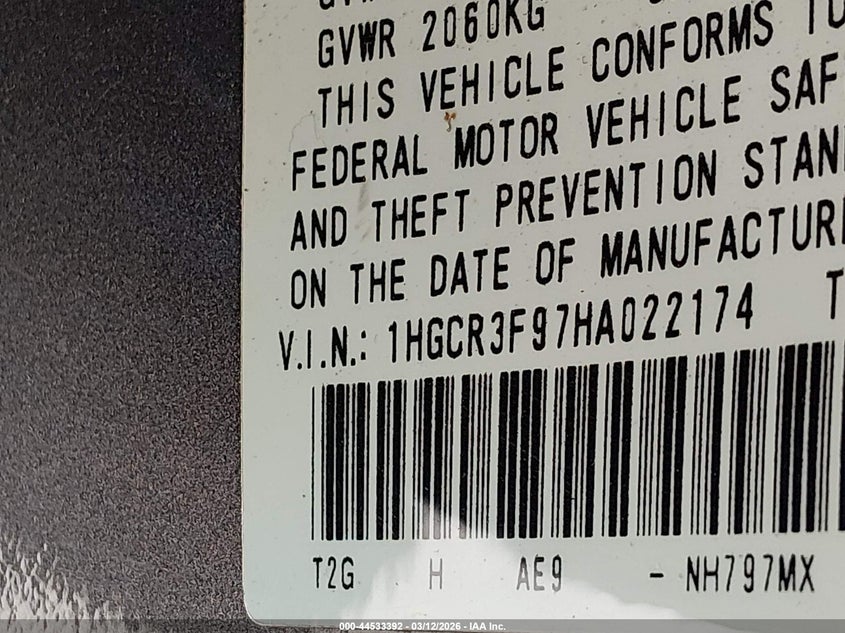 GVWR 2060KG
THIS VEHICLE CONFORMS TO
FEDERAL MOTOR VEHICLE SAF
AND THEFT PREVENTION STAN
ON THE DATE OF MANUFACTUR
V.I.N.: 1HGCR3F97HA022174 T
T2G H AE9 - NH797MX
000-44533392 - 03/12/2026 - IAA Inc.